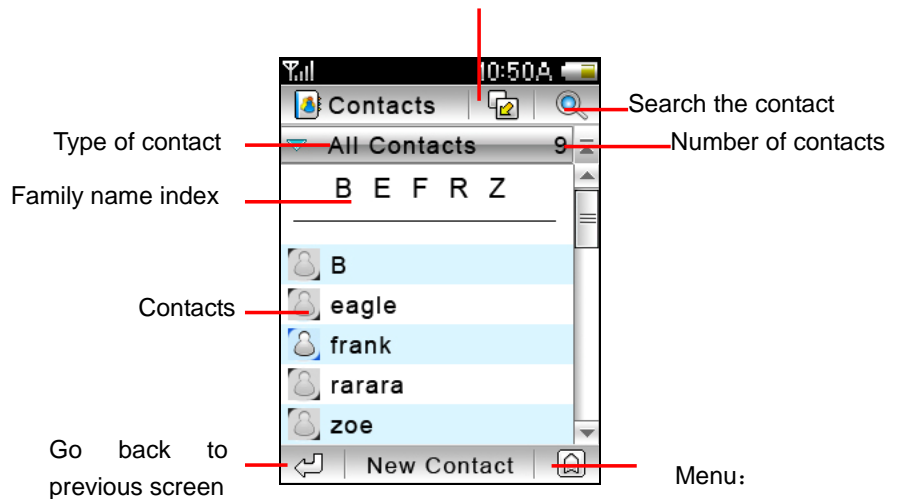 10:50A
Contacts
Search the contact
Type of contact
All Contacts 9
Number of contacts
Family name index
B E F R Z
B
Contacts
eagle
frank
rarara
zoe
Go back to
previous screen
New Contact
Menu：